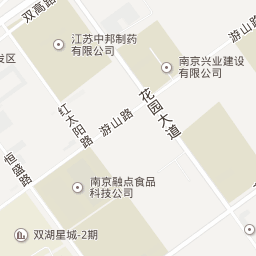 双高路
江苏中邦制药
有限公司
发区
南京兴业建设
有限公司
游山路
花园大道
红太阳路
游山路
恒盛路
南京融点食品
科技公司
双湖星城-2期